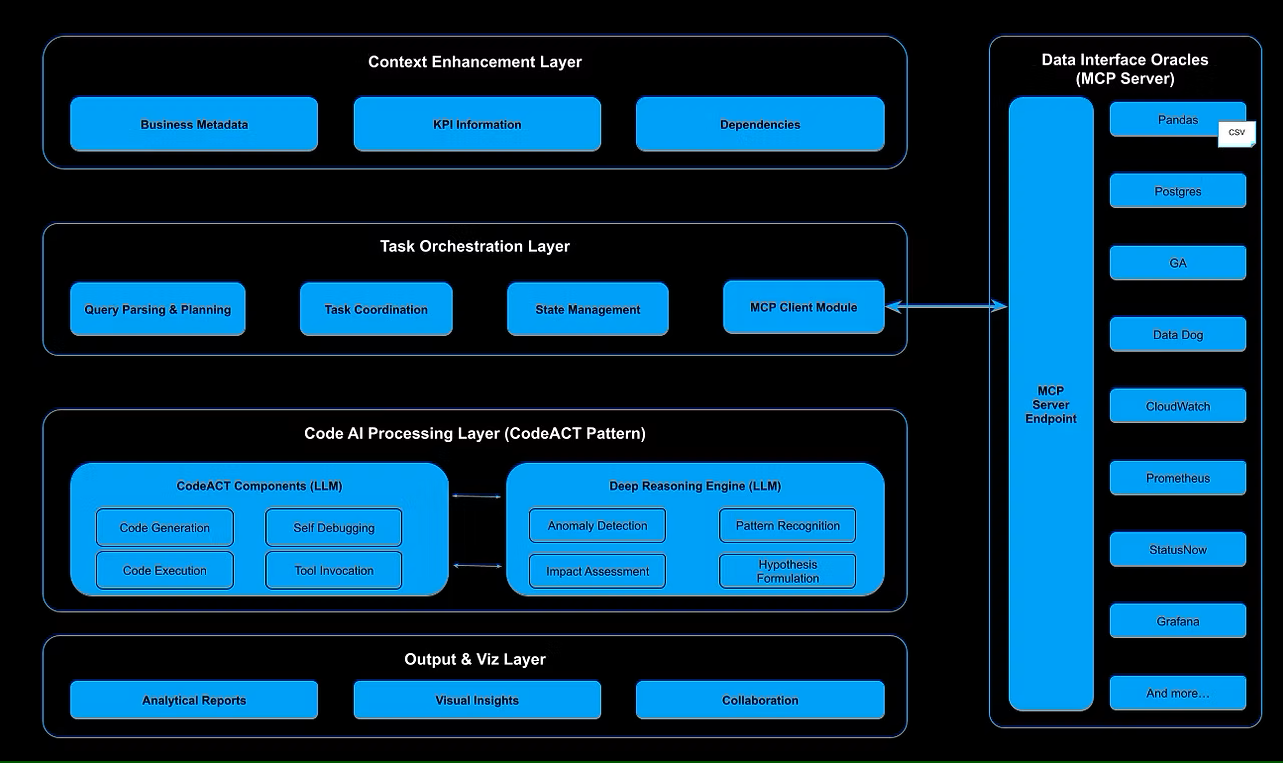 Context Enhancement Layer
Business Metadata
KPI Information
Dependencies
Task Orchestration Layer
Query Parsing & Planning
Task Coordination
State Management
MCP Client Module
Code AI Processing Layer (CodeACT Pattern)
CodeACT Components (LLM)
Code Generation
Self Debugging
Code Execution
Tool Invocation
Deep Reasoning Engine (LLM)
Anomaly Detection
Pattern Recognition
Impact Assessment
Hypothesis
Formulation
Output & Viz Layer
Analytical Reports
Visual Insights
Collaboration
Data Interface Oracles
(MCP Server)
MCP
Server
Endpoint
Pandas
csv
Postgres
GA
Data Dog
CloudWatch
Prometheus
StatusNow
Grafana
And more...